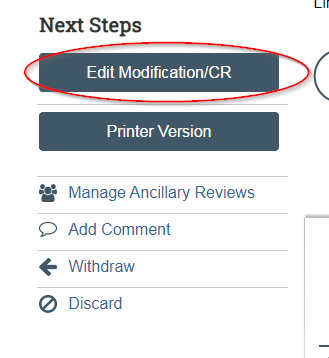 Next Steps
Edit Modification/CR
Printer Version
Manage Ancillary Reviews
Add Comment
Withdraw
Discard